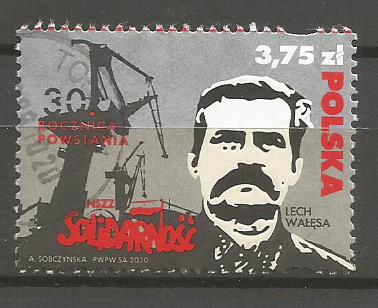 3,75 zł
POLSKA
30.
ROCZNICA
POWSTANIA
NSZZ
SOLIDARNOŚĆ
LECH
WAŁĘSA
A. SOBCZYŃSKA PWPW SA 2010